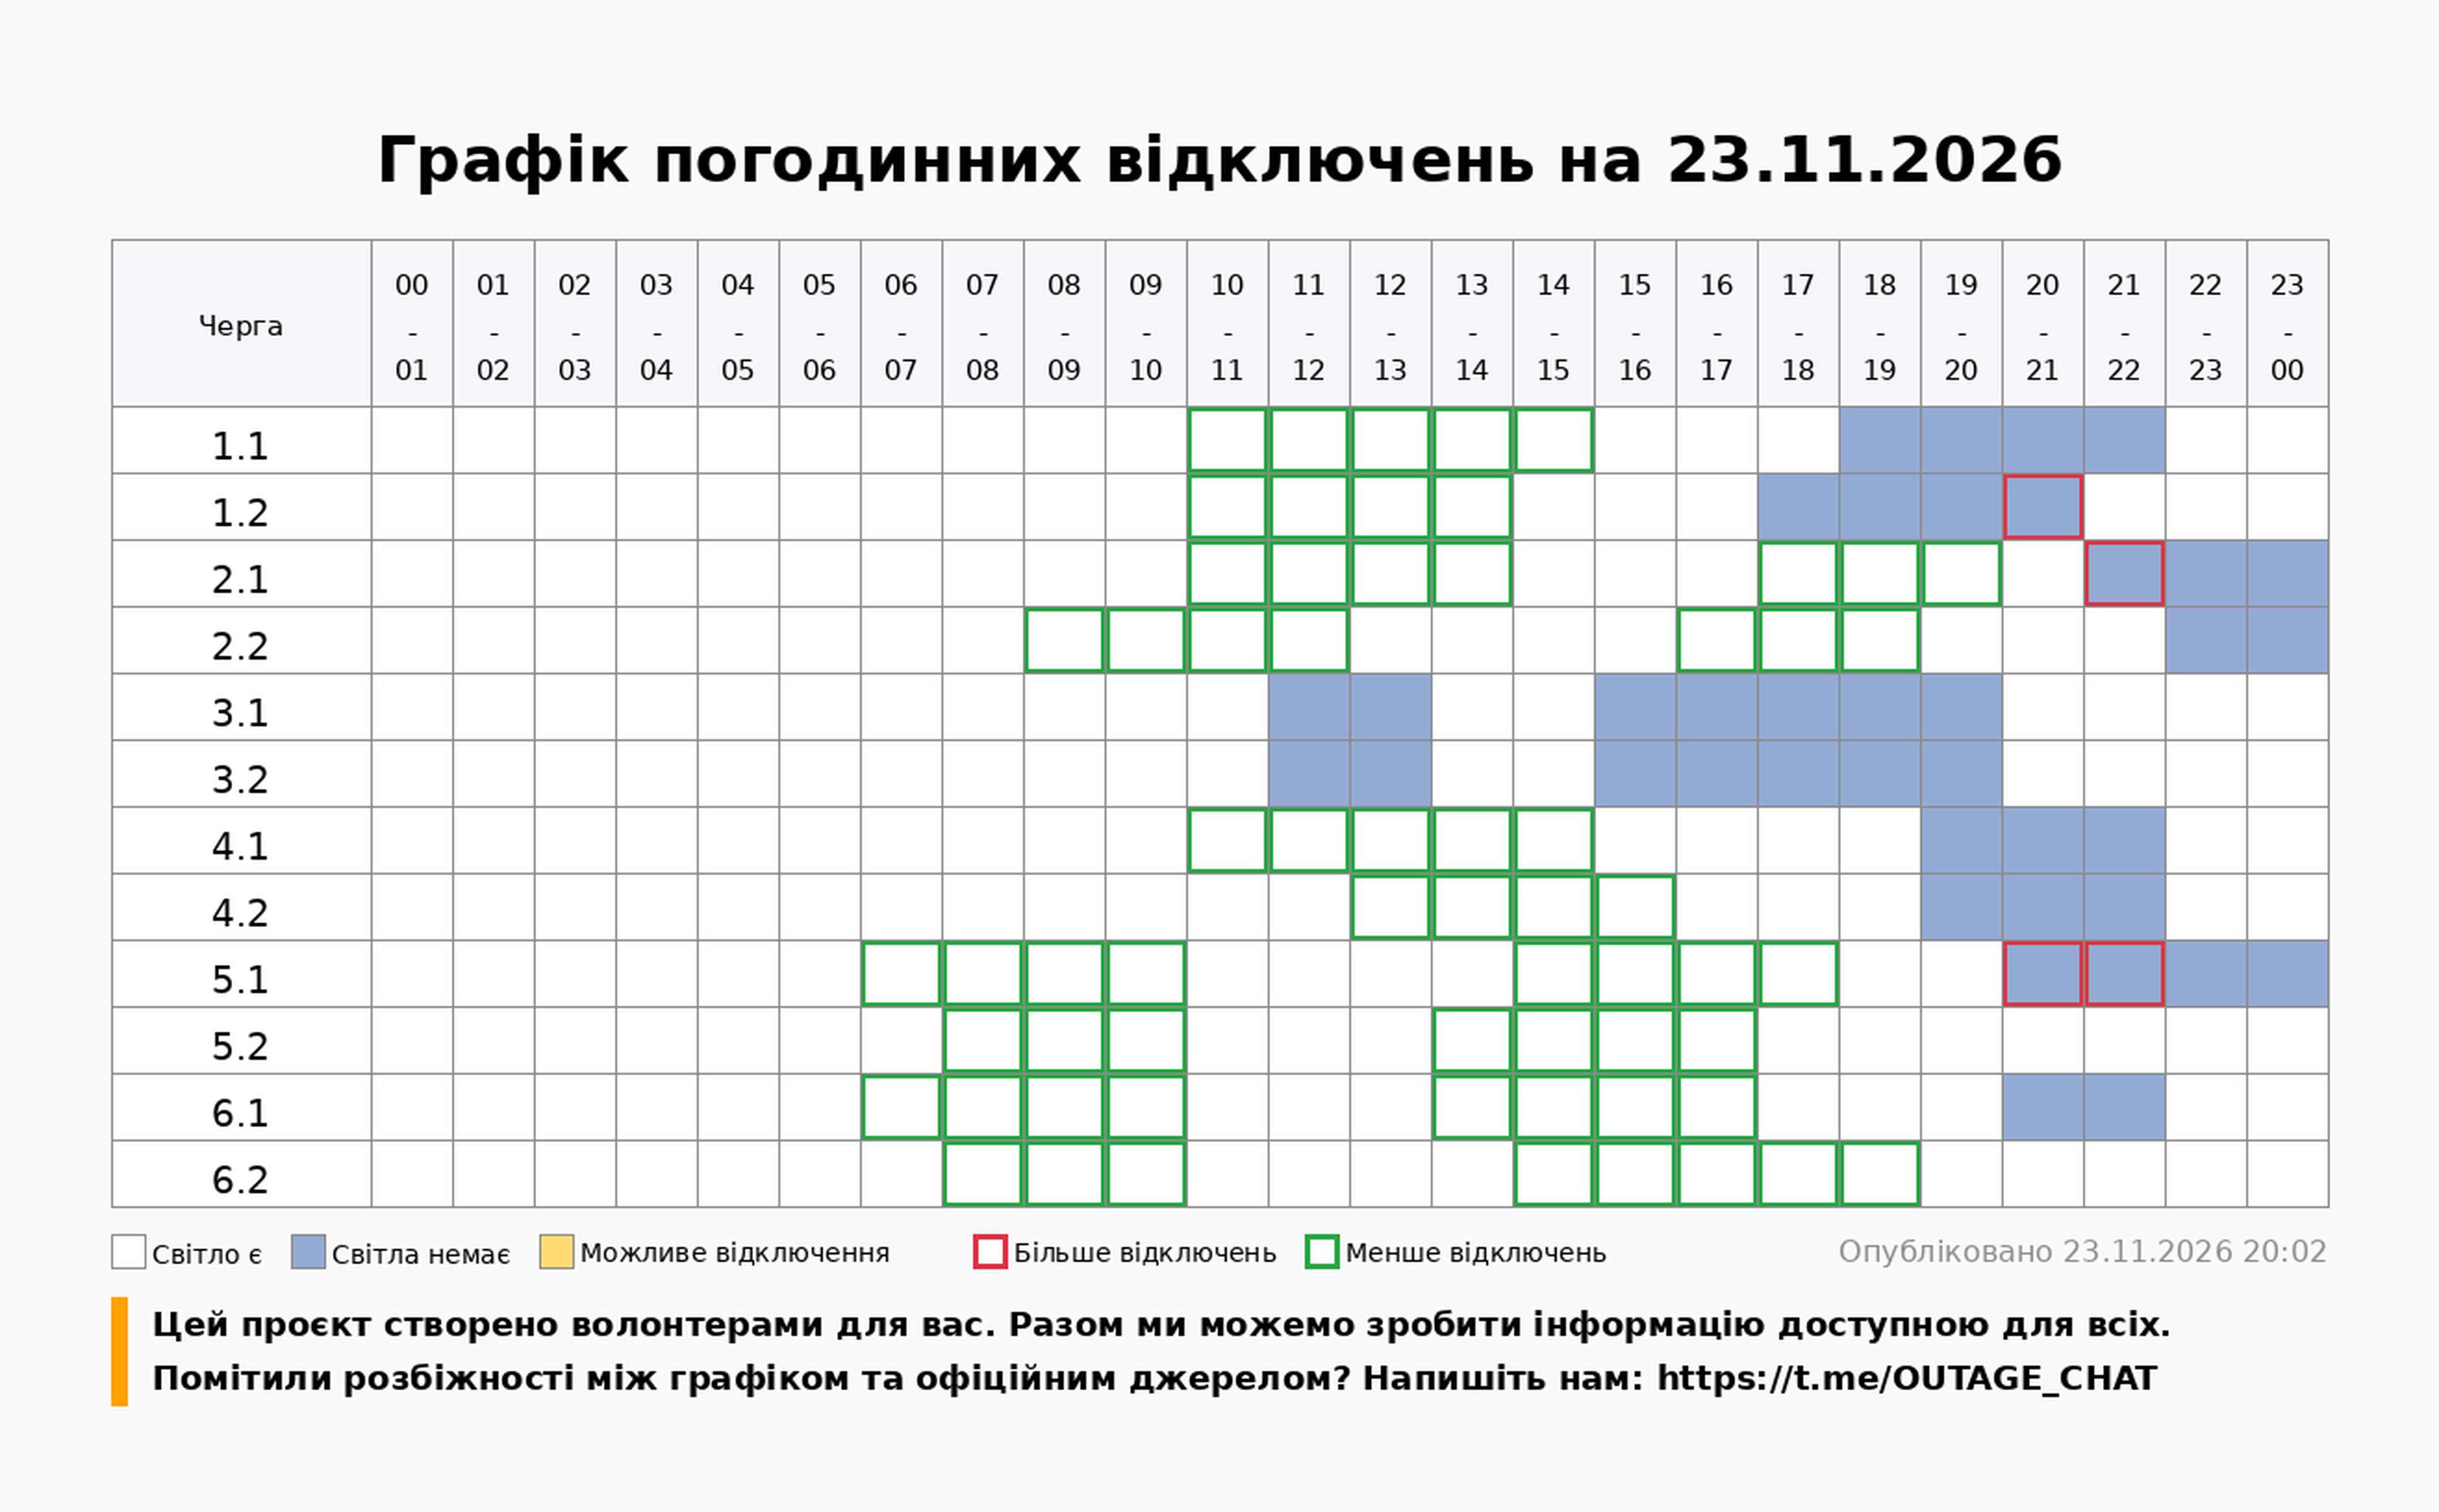 Графік погодинних відключень на 23.11.2026
Черга
00 - 01
01 - 02
02 - 03
03 - 04
04 - 05
05 - 06
06 - 07
07 - 08
08 - 09
09 - 10
10 - 11
11 - 12
12 - 13
13 - 14
14 - 15
15 - 16
16 - 17
17 - 18
18 - 19
19 - 20
20 - 21
21 - 22
22 - 23
23 - 00
1.1
1.2
2.1
2.2
3.1
3.2
4.1
4.2
5.1
5.2
6.1
6.2
Світло є
Світла немає
Можливе відключення
Більше відключень
Менше відключень
Опубліковано 23.11.2026 20:02
Цей проєкт створено волонтерами для вас. Разом ми можемо зробити інформацію доступною для всіх.
Помітили розбіжності між графіком та офіційним джерелом? Напишіть нам: https://t.me/OUTAGE_CHAT